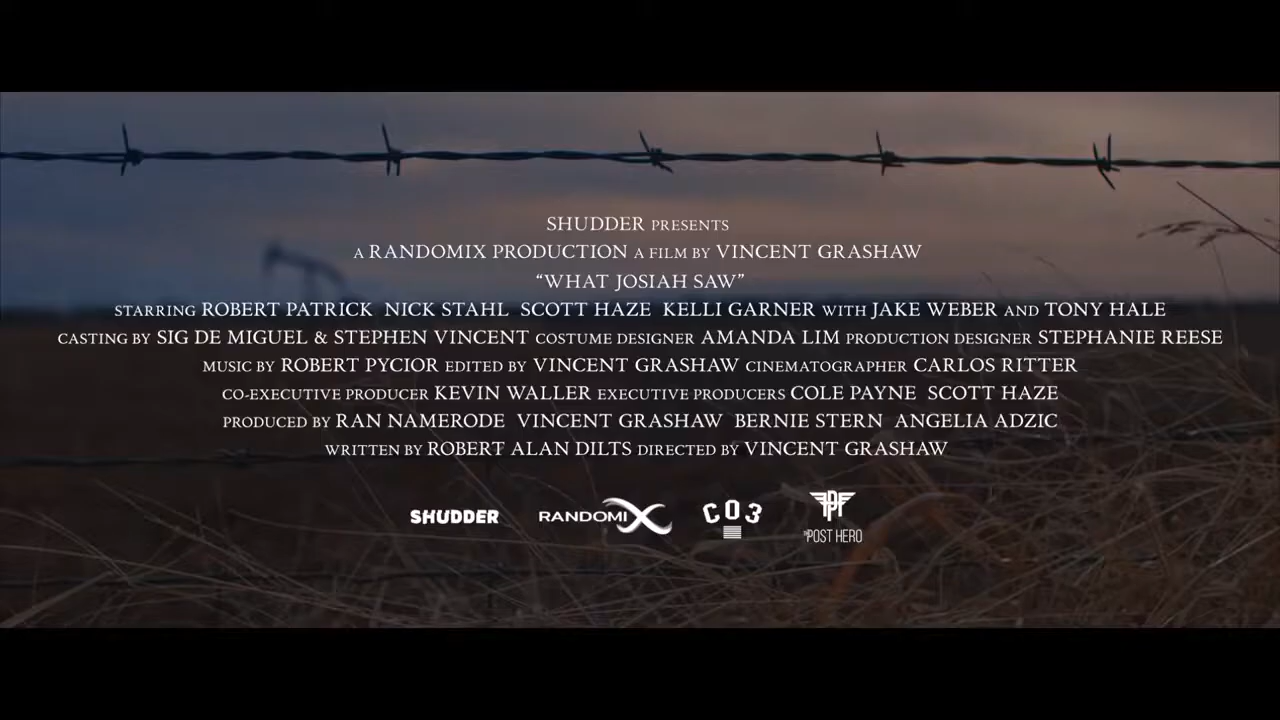 SHUDDER PRESENTS
A RANDOMIX PRODUCTION A FILM BY VINCENT GRASHAW
“WHAT JOSIAH SAW”
STARRING ROBERT PATRICK NICK STAHL SCOTT HAZE KELLI GARNER WITH JAKE WEBER AND TONY HALE
CASTING BY SIG DE MIGUEL & STEPHEN VINCENT COSTUME DESIGNER AMANDA LIM PRODUCTION DESIGNER STEPHANIE REESE
MUSIC BY ROBERT PYCIOR EDITED BY VINCENT GRASHAW CINEMATOGRAPHER CARLOS RITTER
CO-EXECUTIVE PRODUCER KEVIN WALLER EXECUTIVE PRODUCERS COLE PAYNE SCOTT HAZE
PRODUCED BY RAN NAMERODE VINCENT GRASHAW BERNIE STERN ANGELIA ADZIC
WRITTEN BY ROBERT ALAN DILTS DIRECTED BY VINCENT GRASHAW
SHUDDER RANDOMIX CO3 THE POST HERO